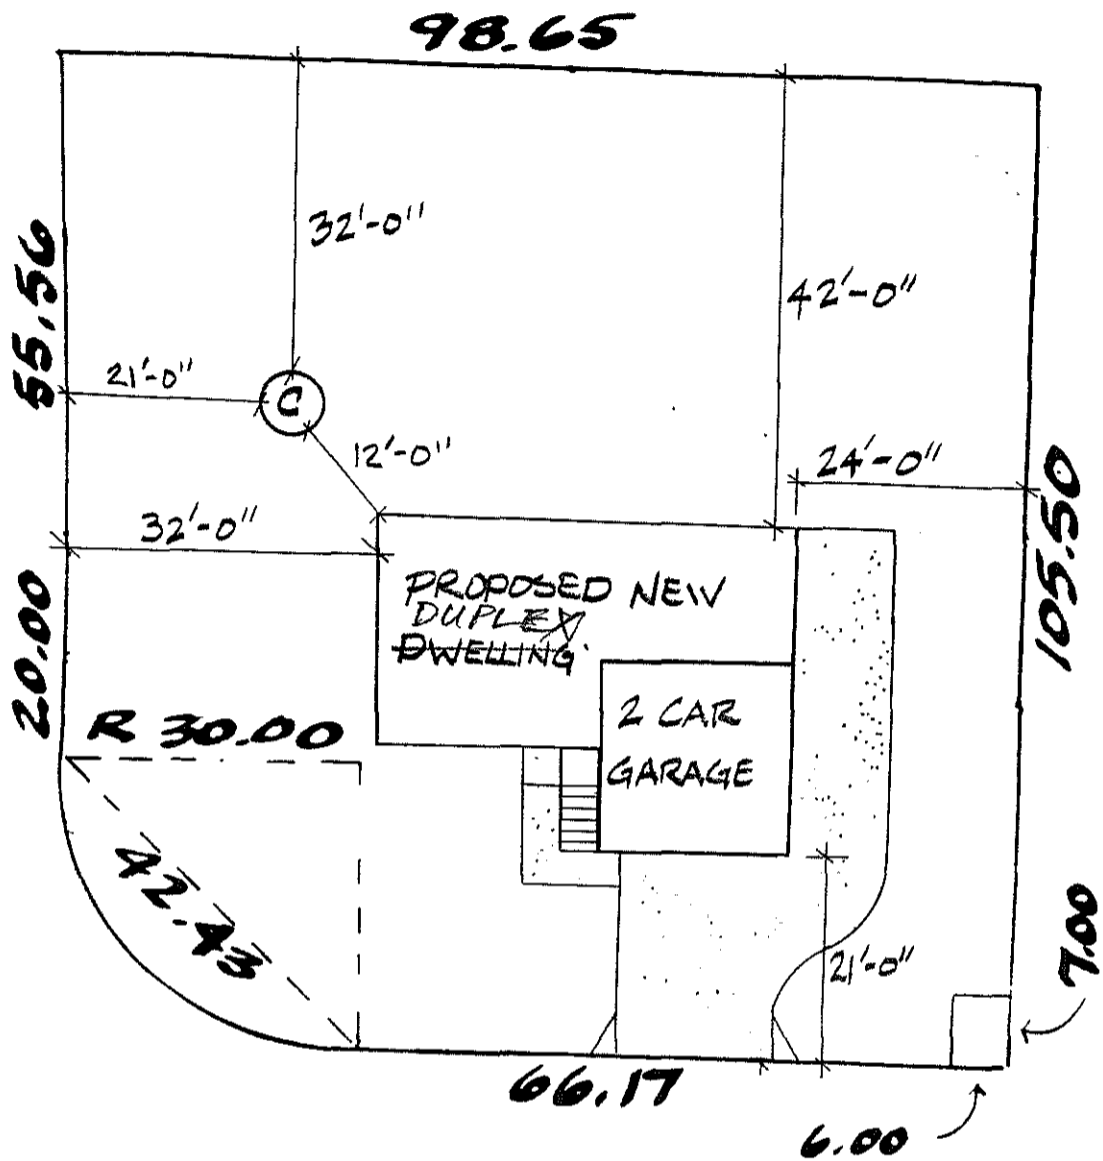 98.65
32'-0"
55.56
42'-0"
21'-0"
C
12'-0"
24'-0"
32'-0"
105.50
PROPOSED NEW
DUPLEX
DWELLING
20.00
R 30.00
2 CAR
GARAGE
42.43
7.00
21'-0"
66.17
6.00